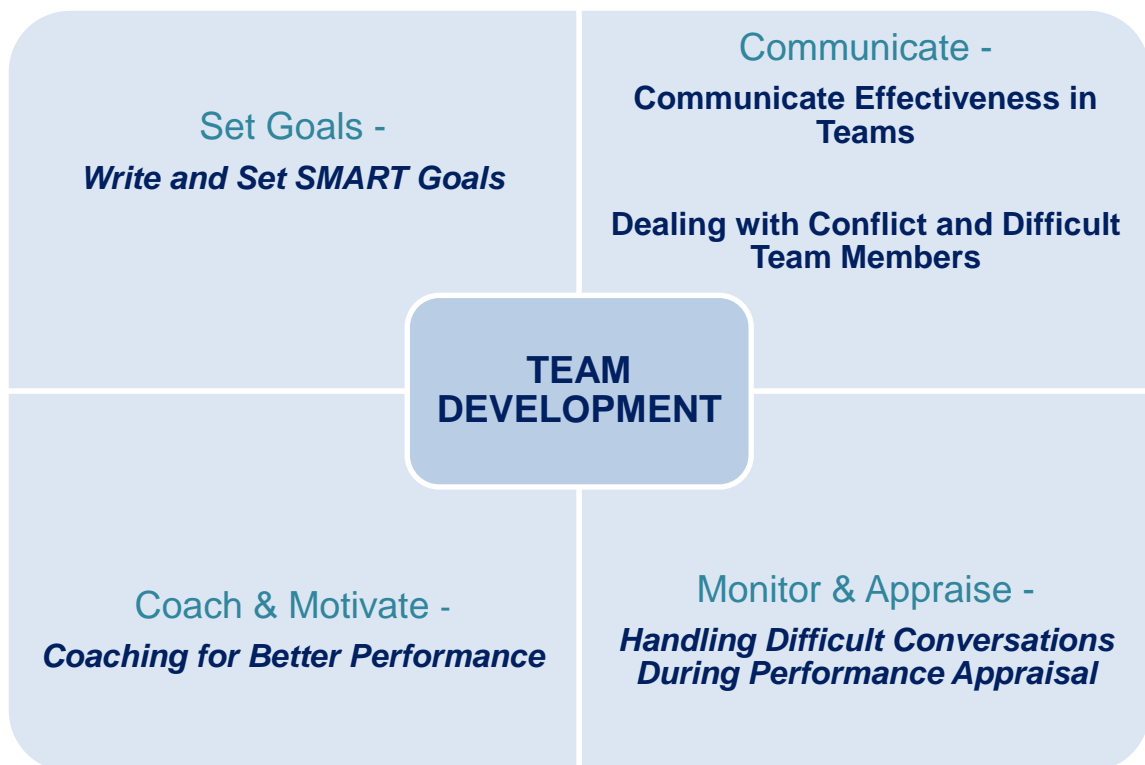 Set Goals -
Write and Set SMART Goals
Communicate -
Communicate Effectiveness in
Teams
Dealing with Conflict and Difficult
Team Members
TEAM
DEVELOPMENT
Coach & Motivate -
Coaching for Better Performance
Monitor & Appraise -
Handling Difficult Conversations
During Performance Appraisal